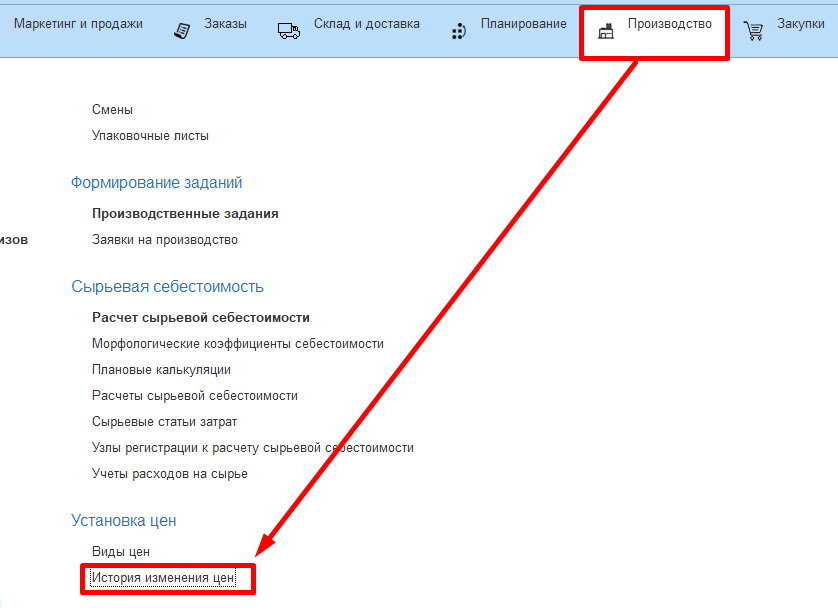 Маркетинг и продажи Заказы Склад и доставка Планирование Производство Закупки
Смены
Упаковочные листы
Формирование заданий
Производственные задания
изов
Заявки на производство
Сырьевая себестоимость
Расчет сырьевой себестоимости
Морфологические коэффициенты себестоимости
Плановые калькуляции
Расчеты сырьевой себестоимости
Сырьевые статьи затрат
Узлы регистрации к расчету сырьевой себестоимости
Учеты расходов на сырье
Установка цен
Виды цен
История изменения цен